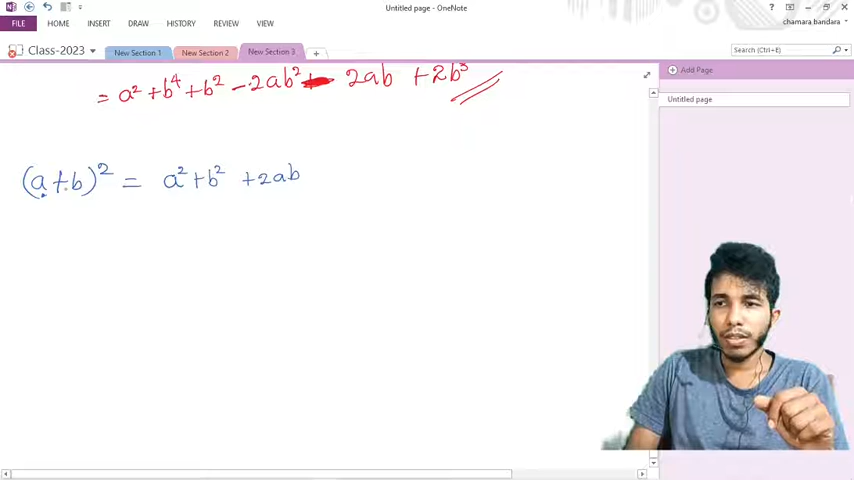 Untitled page - OneNote
FILE HOME INSERT DRAW HISTORY REVIEW VIEW
chamara bandara
Class-2023 New Section 1 New Section 2 New Section 3 +
Search (Ctrl+E)
Add Page
Untitled page
= a² + b⁴ + b² - 2ab² - 2ab + 2b³
(a + b)² = a² + b² + 2ab